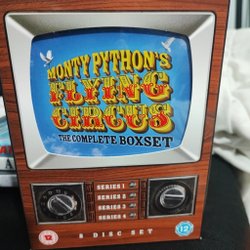 MONTY PYTHON'S
FLYING
CIRCUS
THE COMPLETE BOXSET
SERIES 1
SERIES 2
SERIES 3
SERIES 4
12
12
8 DISC SET